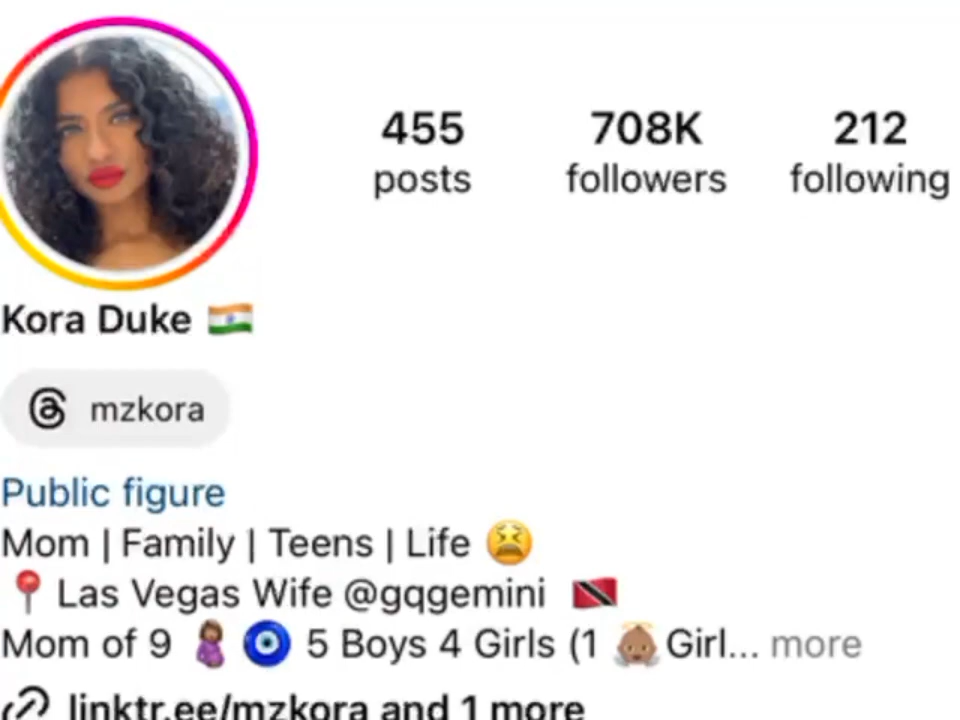 455 708K 212
posts followers following
Kora Duke 🇮🇳
mzkora
Public figure
Mom | Family | Teens | Life 😫
📍 Las Vegas Wife @gqgemini 🇹🇹
Mom of 9 🤰🏽 🧿 5 Boys 4 Girls (1 👼🏽 Girl... more
linktr.ee/mzkora and 1 more